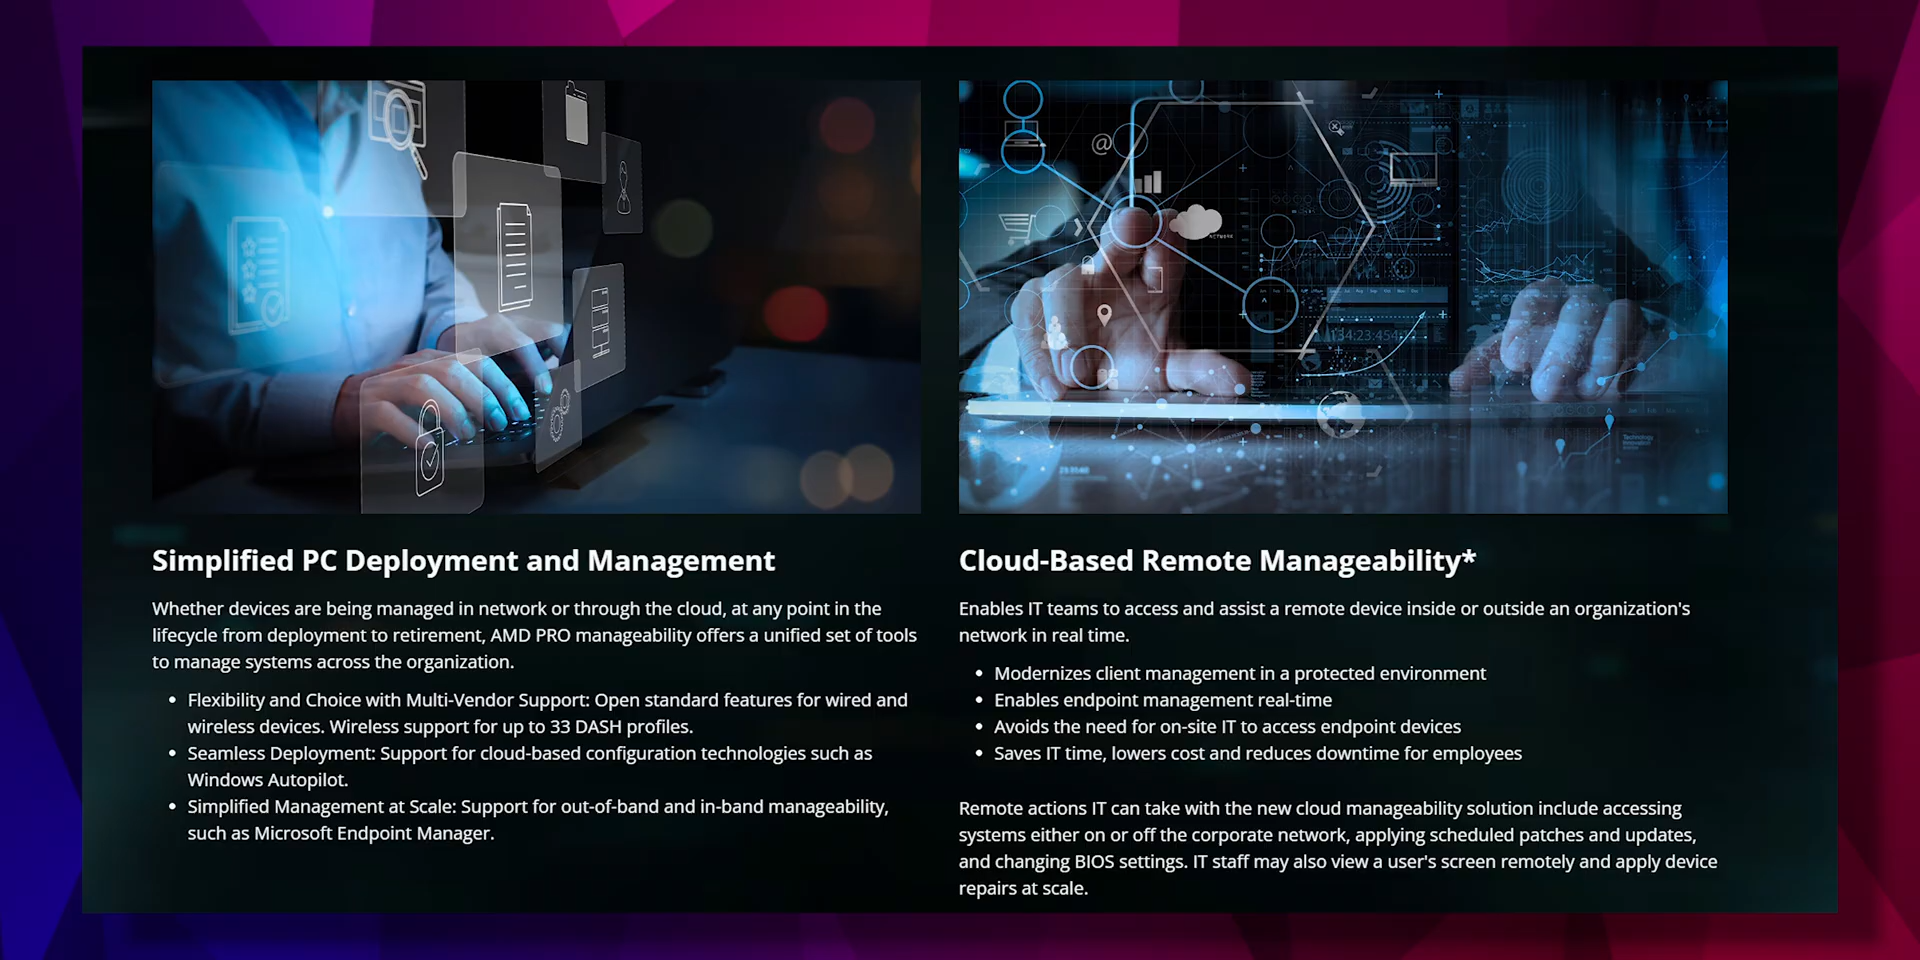 @
NETWORK
134:23:454:12
Simplified PC Deployment and Management
Whether devices are being managed in network or through the cloud, at any point in the
lifecycle from deployment to retirement, AMD PRO manageability offers a unified set of tools
to manage systems across the organization.
• Flexibility and Choice with Multi-Vendor Support: Open standard features for wired and
wireless devices. Wireless support for up to 33 DASH profiles.
• Seamless Deployment: Support for cloud-based configuration technologies such as
Windows Autopilot.
• Simplified Management at Scale: Support for out-of-band and in-band manageability,
such as Microsoft Endpoint Manager.
Cloud-Based Remote Manageability*
Enables IT teams to access and assist a remote device inside or outside an organization's
network in real time.
• Modernizes client management in a protected environment
• Enables endpoint management real-time
• Avoids the need for on-site IT to access endpoint devices
• Saves IT time, lowers cost and reduces downtime for employees
Remote actions IT can take with the new cloud manageability solution include accessing
systems either on or off the corporate network, applying scheduled patches and updates,
and changing BIOS settings. IT staff may also view a user's screen remotely and apply device
repairs at scale.